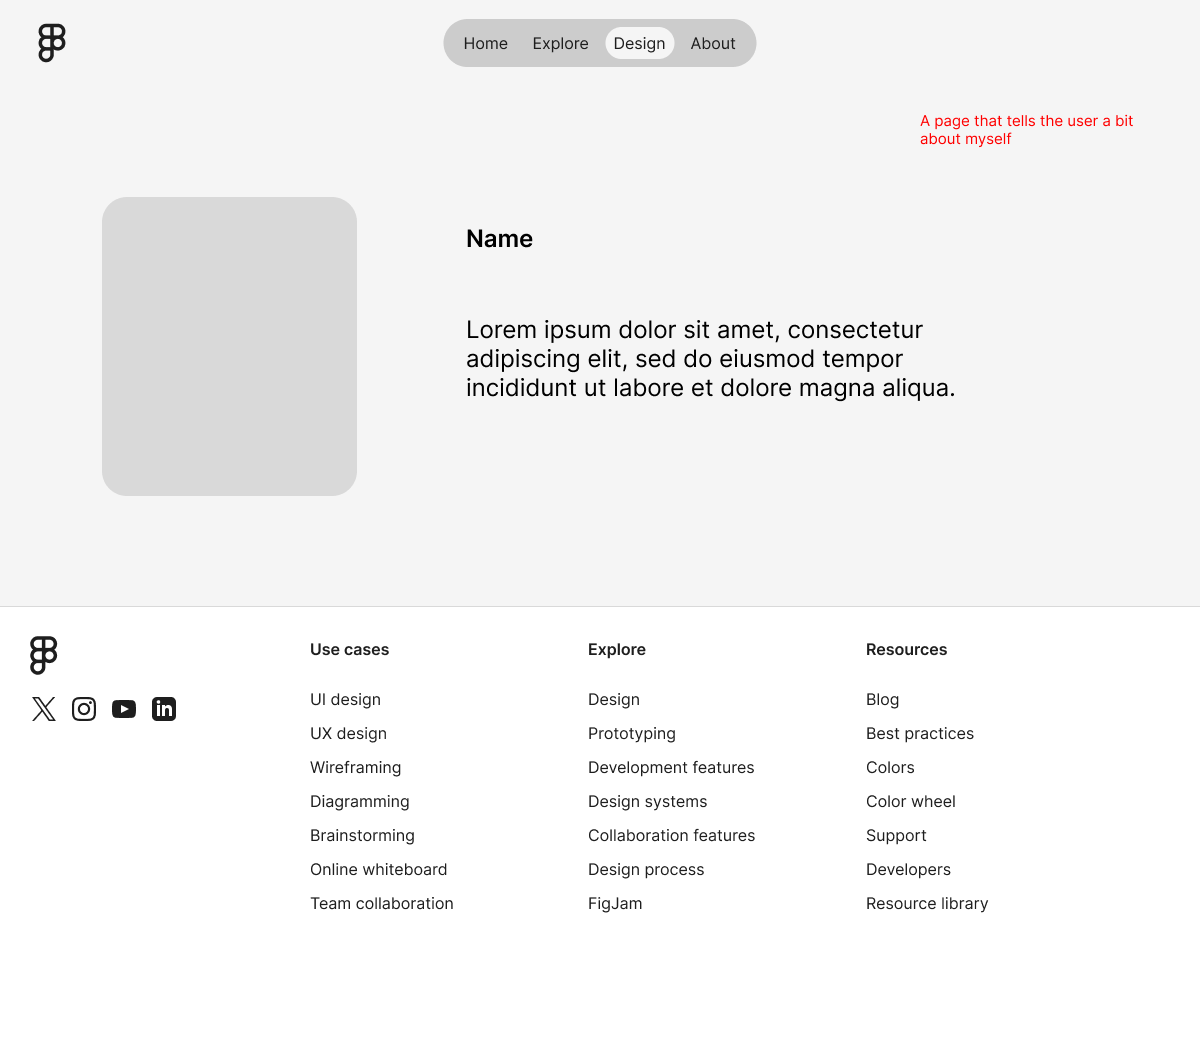 Home Explore Design About
A page that tells the user a bit
about myself
Name
Lorem ipsum dolor sit amet, consectetur
adipiscing elit, sed do eiusmod tempor
incididunt ut labore et dolore magna aliqua.
Use cases
UI design
UX design
Wireframing
Diagramming
Brainstorming
Online whiteboard
Team collaboration
Explore
Design
Prototyping
Development features
Design systems
Collaboration features
Design process
FigJam
Resources
Blog
Best practices
Colors
Color wheel
Support
Developers
Resource library